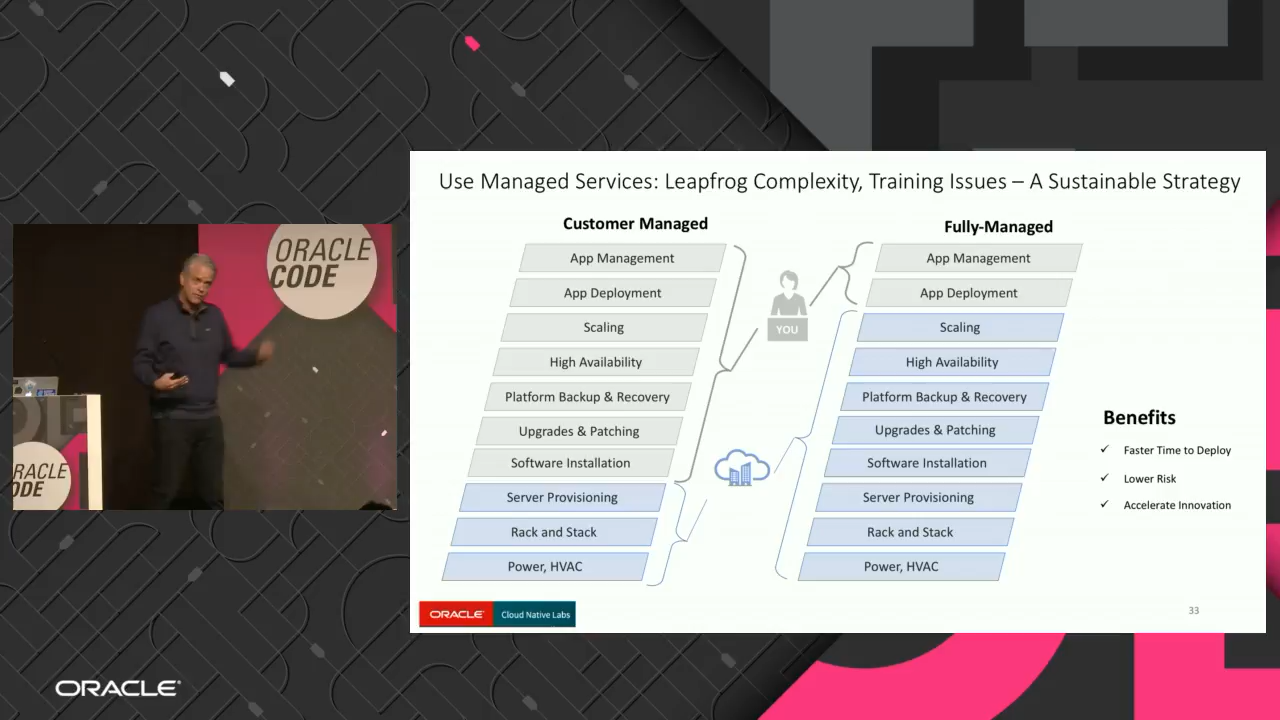 Use Managed Services: Leapfrog Complexity, Training Issues – A Sustainable Strategy
Customer Managed
App Management
App Deployment
Scaling
High Availability
Platform Backup & Recovery
Upgrades & Patching
Software Installation
Server Provisioning
Rack and Stack
Power, HVAC
YOU
Fully-Managed
App Management
App Deployment
Scaling
High Availability
Platform Backup & Recovery
Upgrades & Patching
Software Installation
Server Provisioning
Rack and Stack
Power, HVAC
Benefits
✓ Faster Time to Deploy
✓ Lower Risk
✓ Accelerate Innovation
ORACLE Cloud Native Labs
33
ORACLE
CODE
RACLE
ODE
ORACLE